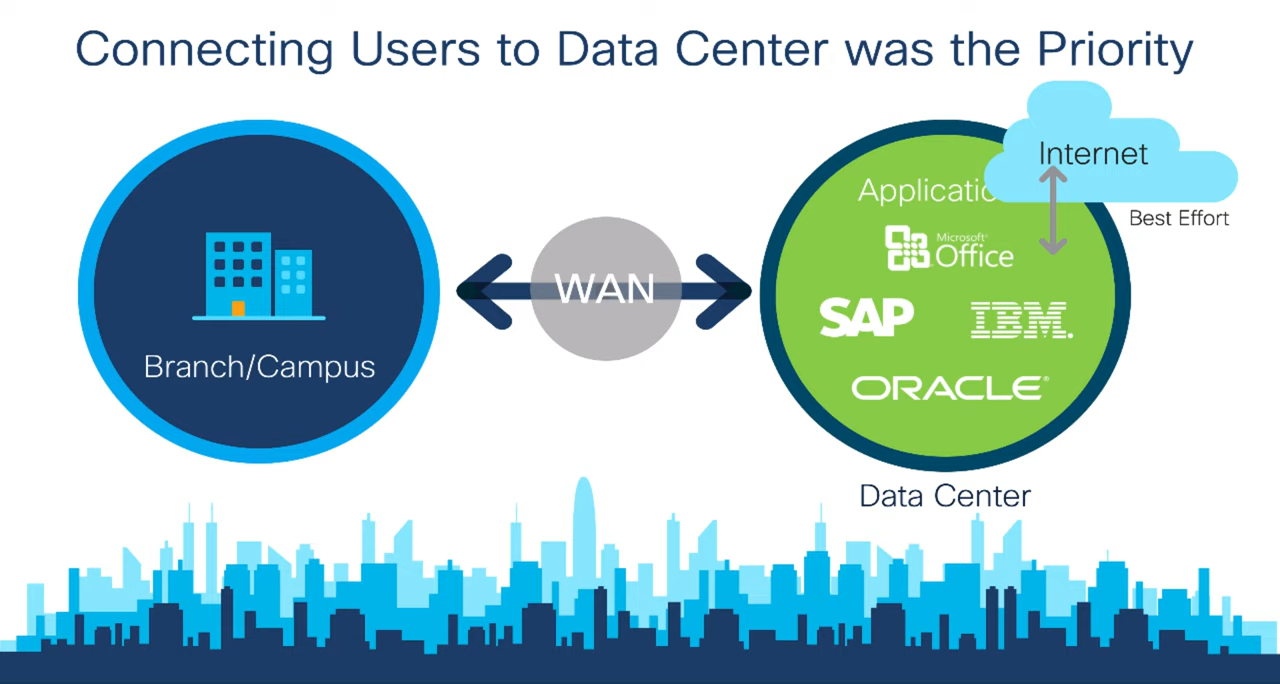 Connecting Users to Data Center was the Priority
Internet
Best Effort
Microsoft®
Office
SAP
IBM®
ORACLE®
WAN
Branch/Campus
Data Center